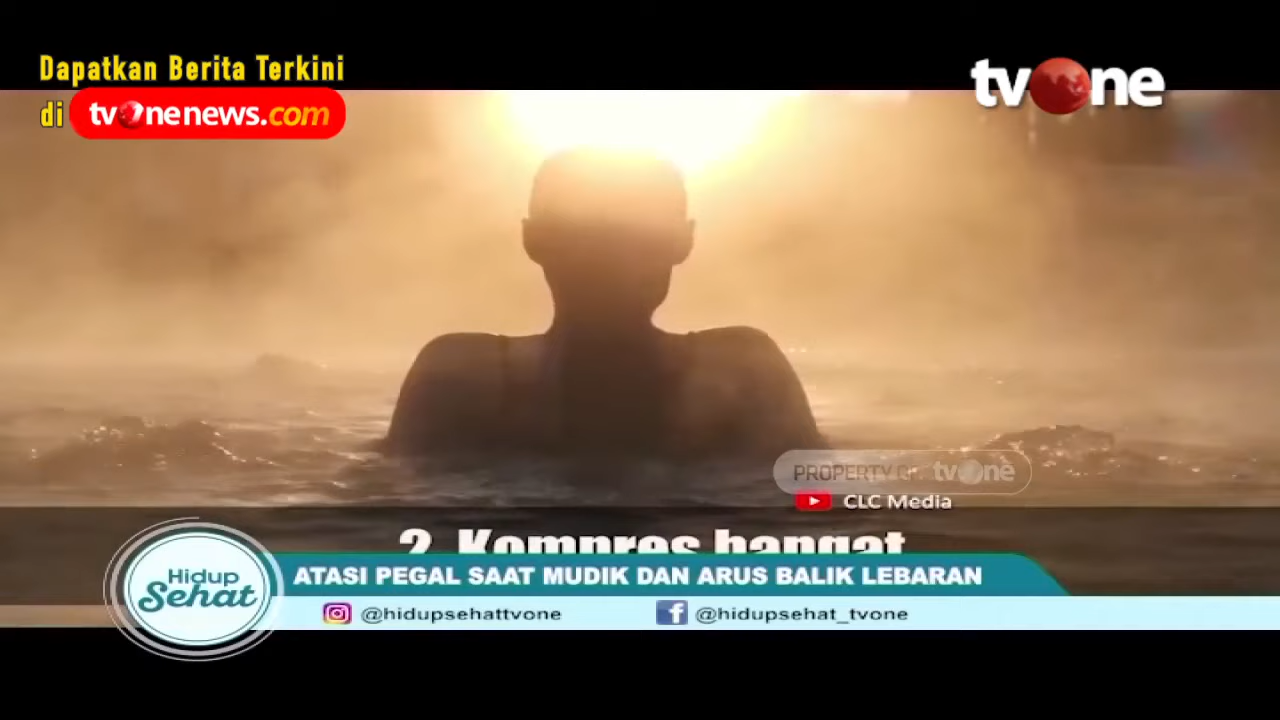 Dapatkan Berita Terkini
di tvonenews.com
tvOne
PROPERTY OF tvOne
CLC Media
2. Kompres hangat
Hidup
Sehat
ATASI PEGAL SAAT MUDIK DAN ARUS BALIK LEBARAN
@hidupsehattvone
@hidupsehat_tvone